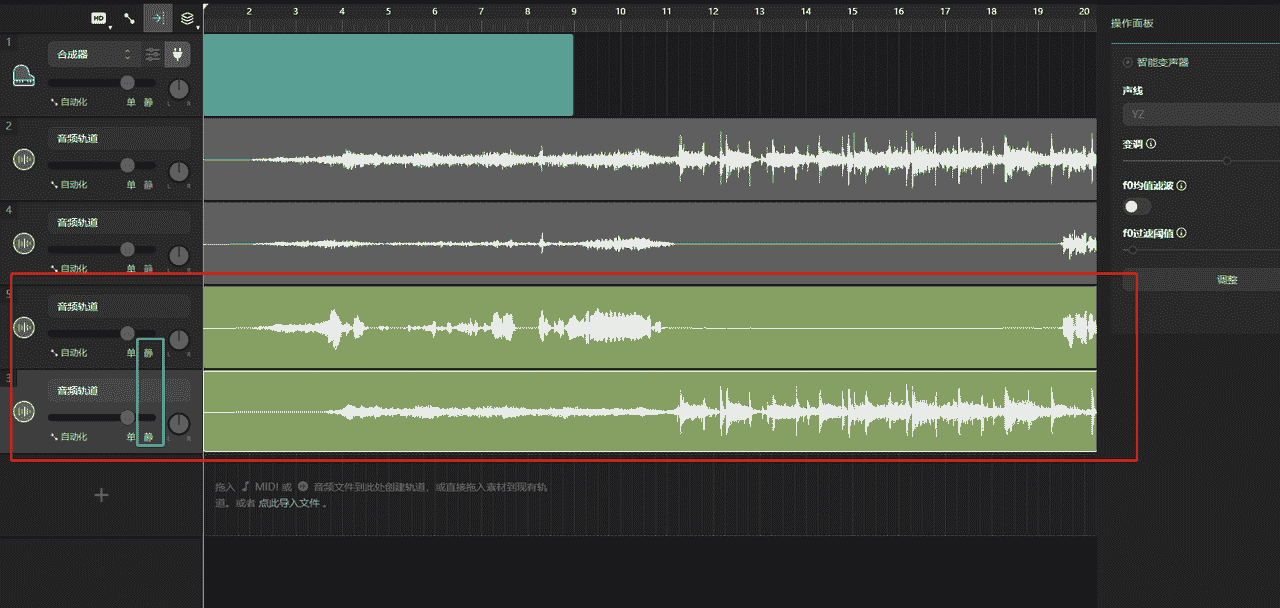 HD
2 3 4 5 6 7 8 9 10 11 12 13 14 15 16 17 18 19 20
操作面板
1
合成器
自动化 单 静 L R
2
音频轨道
自动化 单 静 L R
4
音频轨道
自动化 单 静 L R
5
音频轨道
自动化 单 静 L R
3
音频轨道
自动化 单 静 L R
拖入 MIDI 或 音频文件到此处创建轨道，或直接拖入素材到现有轨
道。或者 点此导入文件 。
智能变声器
声线
YZ
变调
f0均值滤波
f0过滤阈值
调整